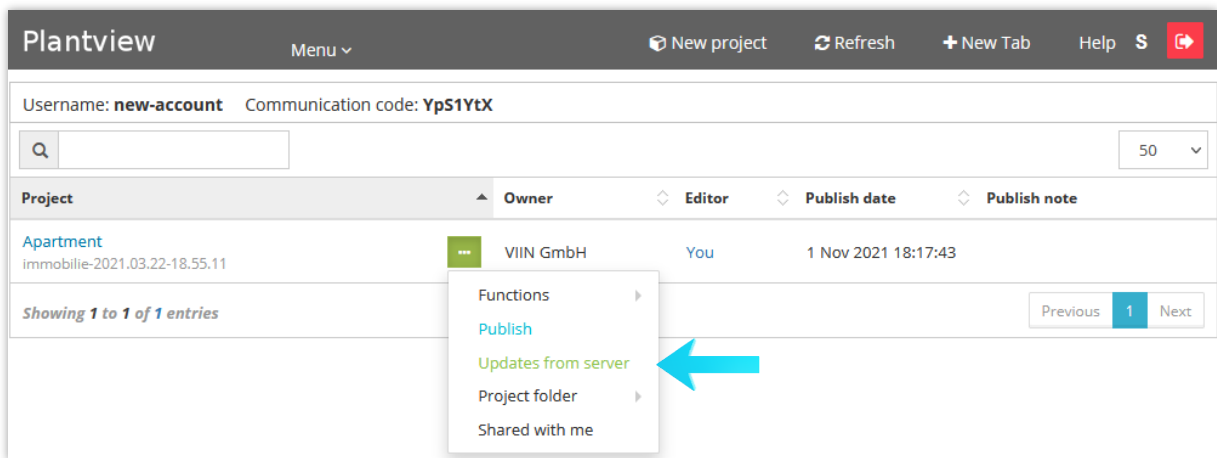 Plantview Menu New project Refresh New Tab Help S
Username: new-account Communication code: YpS1YtX
50
Project Owner Editor Publish date Publish note
Apartment
immobilie-2021.03.22-18.55.11
VIIN GmbH You 1 Nov 2021 18:17:43
Functions
Showing 1 to 1 of 1 entries
Previous 1 Next
Publish
Updates from server
Project folder
Shared with me